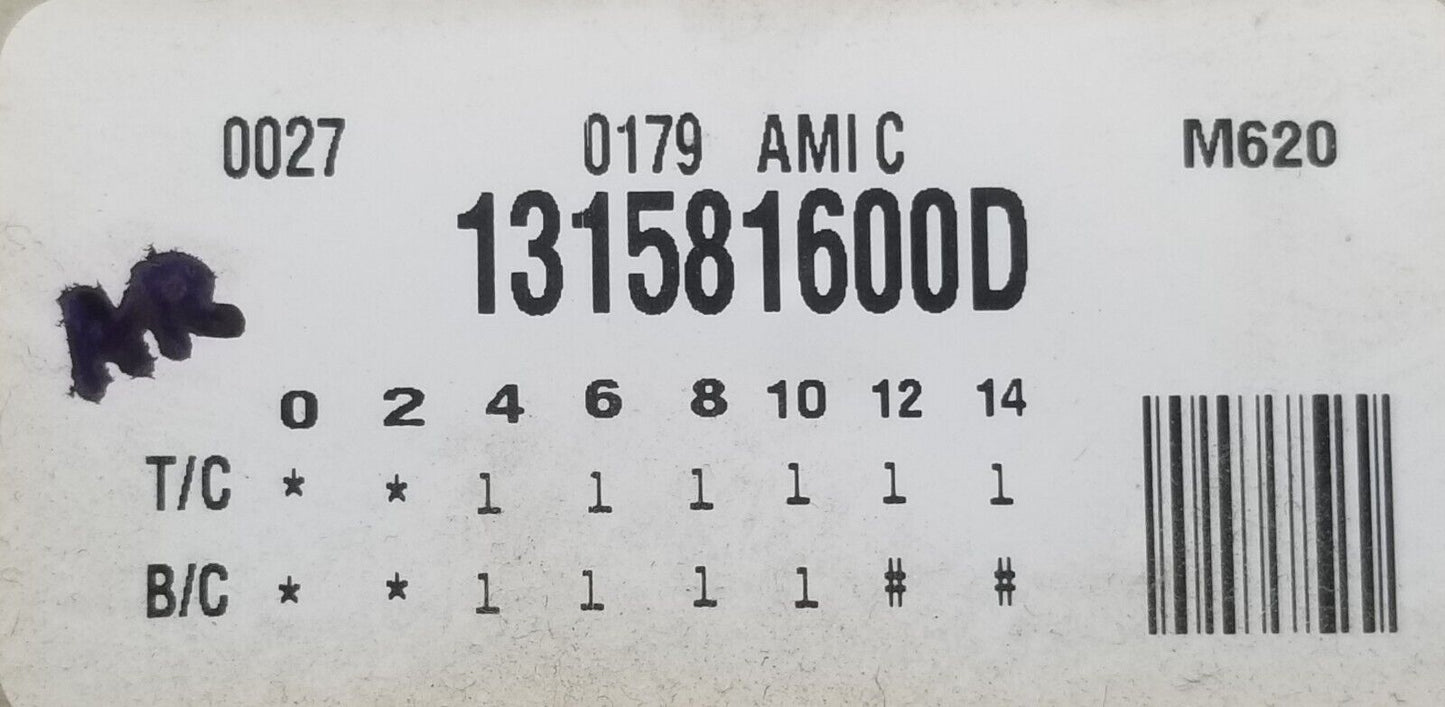 0027 0179 AMI C M620
131581600D
0 2 4 6 8 10 12 14
T/C * * 1 1 1 1 1 1
B/C * * 1 1 1 1 # #